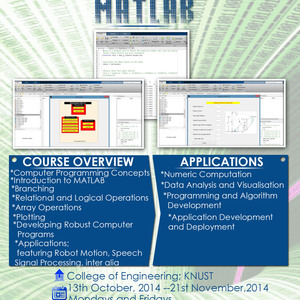 MATLAB
COURSE OVERVIEW
*Computer Programming Concepts
*Introduction to MATLAB
*Branching
*Relational and Logical Operations
*Array Operations
*Plotting
*Developing Robust Computer
Programs
*Applications;
featuring Robot Motion, Speech
Signal Processing, inter alia
APPLICATIONS
*Numeric Computation
*Data Analysis and Visualisation
*Programming and Algorithm
Development
*Application Development
and Deployment
College of Engineering; KNUST
13th October, 2014 --21st November,2014
Mondays and Fridays